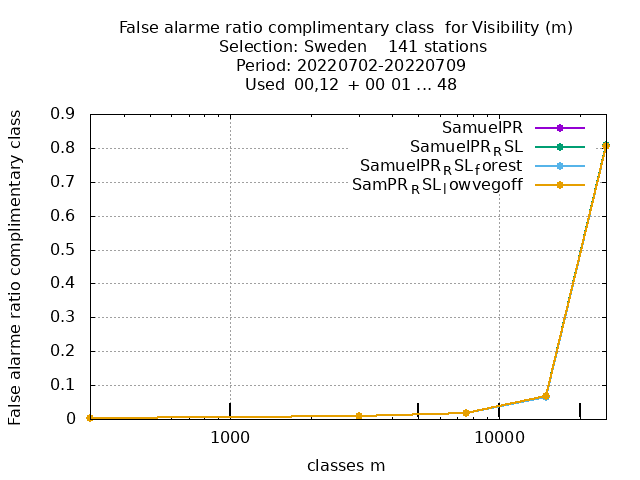 False alarme ratio complimentary class  for Visibility (m)
Selection: Sweden    141 stations
Period: 20220702-20220709
Used  00,12  + 00 01 ... 48
False alarme ratio complimentary class
0.9
0.8
0.7
0.6
0.5
0.4
0.3
0.2
0.1
0
SamuelPR
SamuelPR_RSL
SamuelPR_RSL_forest
SamPR_RSL_lowvegoff
1000
10000
classes m